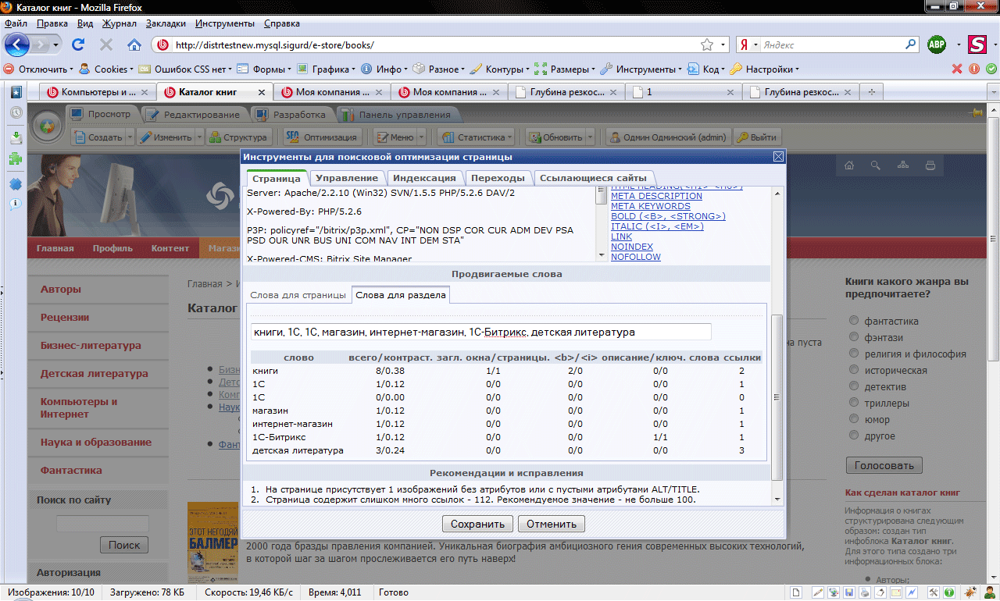 Каталог книг - Mozilla Firefox
Файл Правка Вид Журнал Закладки Инструменты Справка
http://distrtestnew.mysql.sigurd/e-store/books/
Я Яндекс
ABP
S
Отключить Cookies Ошибок CSS нет Формы Графика Инфо Разное Контуры Размеры Инструменты Код Настройки
Компьютеры и ... Каталог книг Моя компания ... Моя компания ... Глубина резкос... 1 Глубина резкос...
Просмотр Редактирование Разработка Панель управления
Создать Изменить Структура SEO Оптимизация Меню Статистика Обновить Одмин Одминский (admin) Выйти
Инструменты для поисковой оптимизации страницы
Страница Управление Индексация Переходы Ссылающиеся сайты
Server: Apache/2.2.10 (Win32) SVN/1.5.5 PHP/5.2.6 DAV/2
X-Powered-By: PHP/5.2.6
P3P: policyref="/bitrix/p3p.xml", CP="NON DSP COR CUR ADM DEV PSA
PSD OUR UNR BUS UNI COM NAV INT DEM STA"
X-Powered-CMS: Bitrix Site Manager
HTML HEADING(<H1> -<H6>)
META DESCRIPTION
META KEYWORDS
BOLD (<B>, <STRONG>)
ITALIC (<I>, <EM>)
LINK
NOINDEX
NOFOLLOW
Продвигаемые слова
Слова для страницы Слова для раздела
книги, 1С, 1C, магазин, интернет-магазин, 1С-Битрикс, детская литература
слово всего/контраст. загл. окна/страницы. <b>/<i> описание/ключ. слова ссылки
книги 8/0.38 1/1 2/0 0/0 2
1С 1/0.12 0/0 0/0 0/0 1
1C 0/0.00 0/0 0/0 0/0 0
магазин 1/0.12 0/0 0/0 0/0 1
интернет-магазин 1/0.12 0/0 0/0 0/0 1
1С-Битрикс 1/0.12 0/0 0/0 1/1 1
детская литература 3/0.24 0/0 0/0 0/0 3
Рекомендации и исправления
1. На странице присутствует 1 изображений без атрибутов или с пустыми атрибутами ALT/TITLE.
2. Страница содержит слишком много ссылок - 112. Рекомендуемое значение - не больше 100.
Сохранить Отменить
Главная Профиль Контент Магази
Авторы
Рецензии
Бизнес-литература
Детская литература
Компьютеры и
Интернет
Наука и образование
Фантастика
Поиск по сайту
Поиск
Авторизация
Главная > И
Каталог
на пуста
Бизн
Детс
Комп
Наук
Фант
ЭТОТ НЕГОДЯЙ
БАЛМЕР
2000 года бразды правления компанией. Уникальная биография амбициозного гения современных высоких технологий,
в которой шаг за шагом прослеживается его путь наверх!
Книги какого жанра вы
предпочитаете?
фантастика
фэнтази
религия и философия
историческая
детектив
триллеры
юмор
другое
Голосовать
Как сделан каталог книг
Информация о книгах
структурирована следующим
образом: создан тип
инфоблока Каталог книг.
Для этого типа создано три
информационных блока:
Авторы;
Изображения: 10/10 Загружено: 78 КБ Скорость: 19,46 КБ/с Время: 4,011 Готово